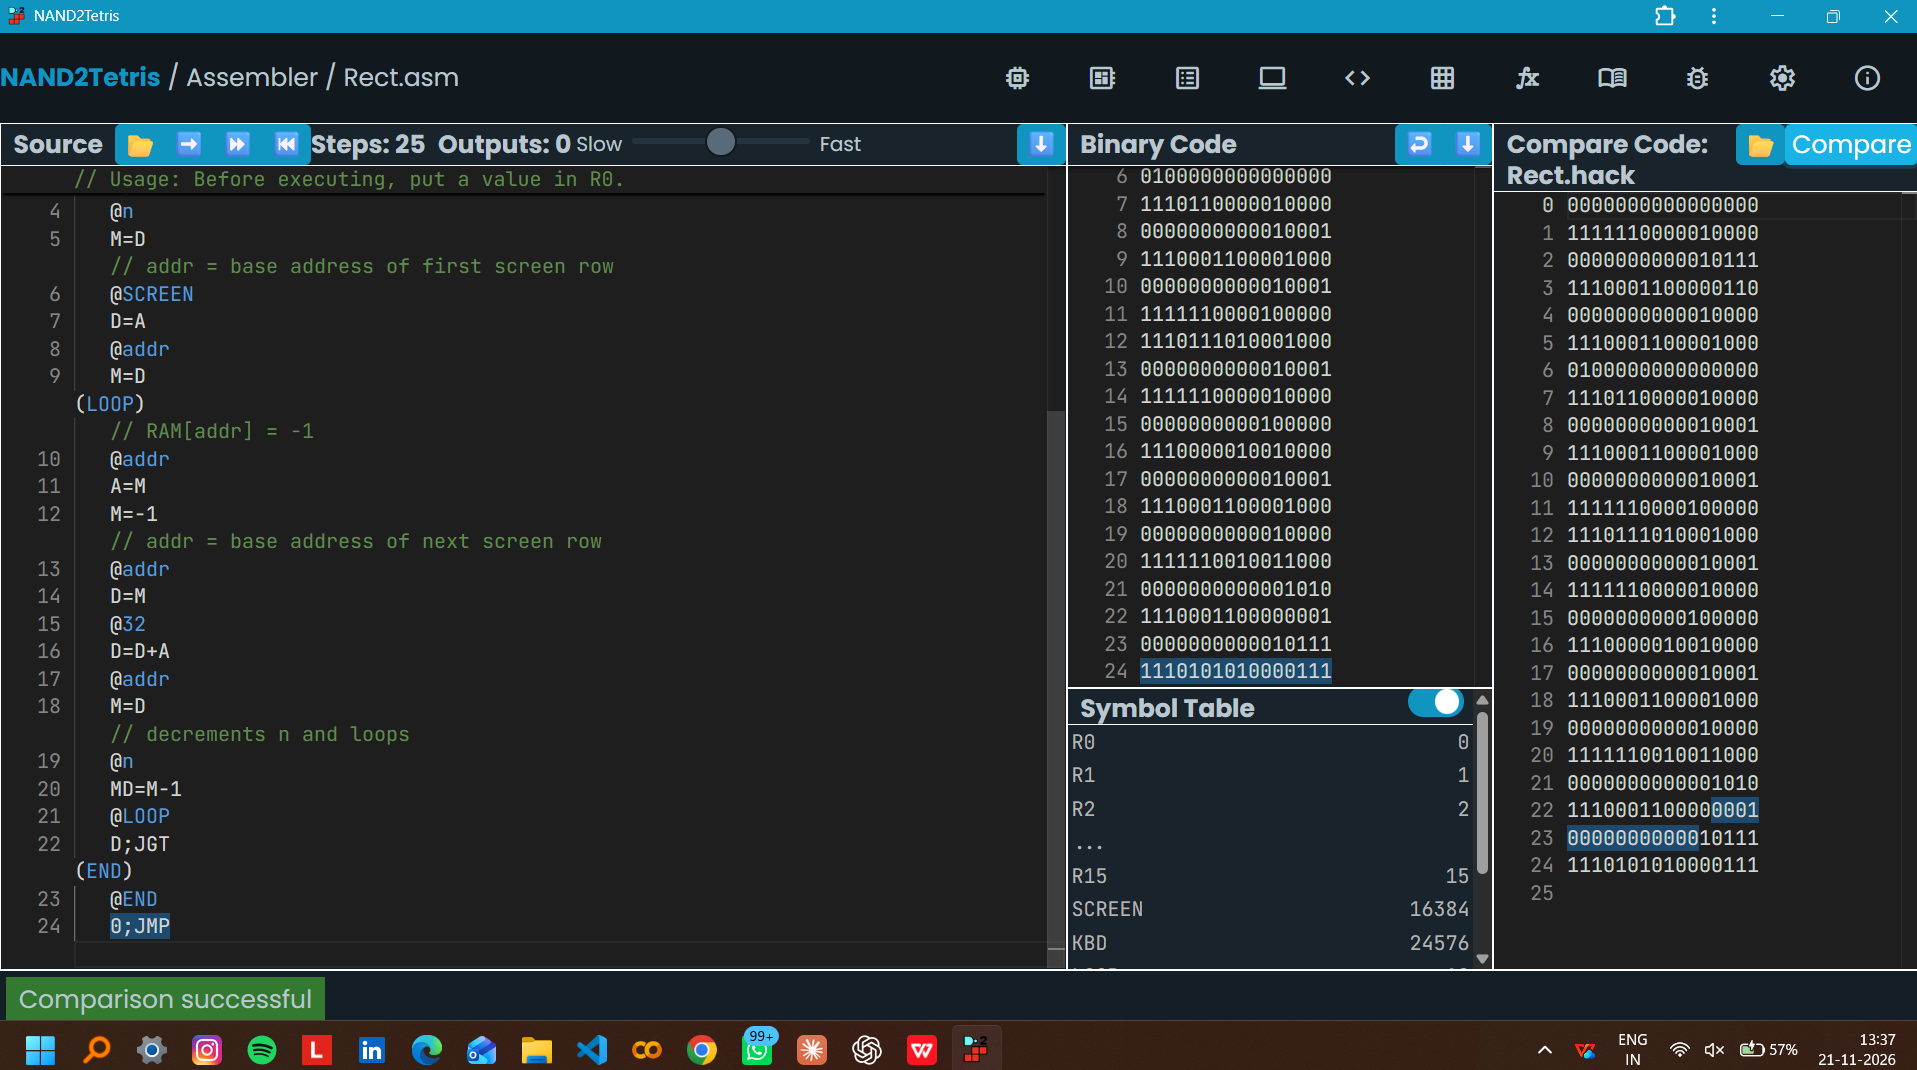 NAND2Tetris
NAND2Tetris / Assembler / Rect.asm
Source
Steps: 25 Outputs: 0 Slow
Fast
// Usage: Before executing, put a value in R0.
4 @n
5 M=D
// addr = base address of first screen row
6 @SCREEN
7 D=A
8 @addr
9 M=D
(LOOP)
// RAM[addr] = -1
10 @addr
11 A=M
12 M=-1
// addr = base address of next screen row
13 @addr
14 D=M
15 @32
16 D=D+A
17 @addr
18 M=D
// decrements n and loops
19 @n
20 MD=M-1
21 @LOOP
22 D;JGT
(END)
23 @END
24 0;JMP
Binary Code
6 0100000000000000
7 1110110000010000
8 0000000000010001
9 1110001100001000
10 0000000000010001
11 1111110000100000
12 1110111010001000
13 0000000000010001
14 1111110000010000
15 0000000000100000
16 1110000010010000
17 0000000000010001
18 1110001100001000
19 0000000000010000
20 1111110010011000
21 0000000000001010
22 1110001100000001
23 0000000000010111
24 1110101010000111
Symbol Table
R0 0
R1 1
R2 2
...
R15 15
SCREEN 16384
KBD 24576
Compare Code:
Rect.hack
Compare
0 0000000000000000
1 1111110000010000
2 0000000000010111
3 1110001100000110
4 0000000000010000
5 1110001100001000
6 0100000000000000
7 1110110000010000
8 0000000000010001
9 1110001100001000
10 0000000000010001
11 1111110000100000
12 1110111010001000
13 0000000000010001
14 1111110000010000
15 0000000000100000
16 1110000010010000
17 0000000000010001
18 1110001100001000
19 0000000000010000
20 1111110010011000
21 0000000000001010
22 1110001100000001
23 0000000000010111
24 1110101010000111
25
Comparison successful
99+
ENG
IN
57%
13:37
21-11-2026